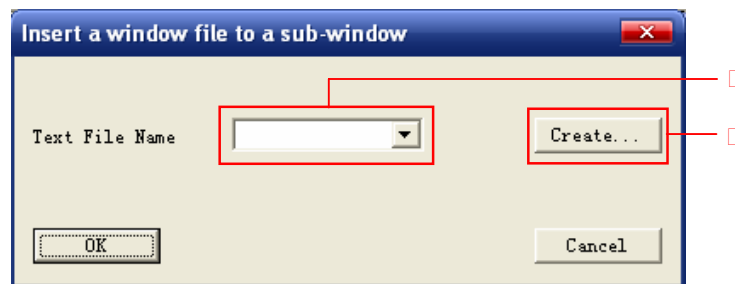 Insert a window file to a sub-window
Text File Name
Create...
OK
Cancel